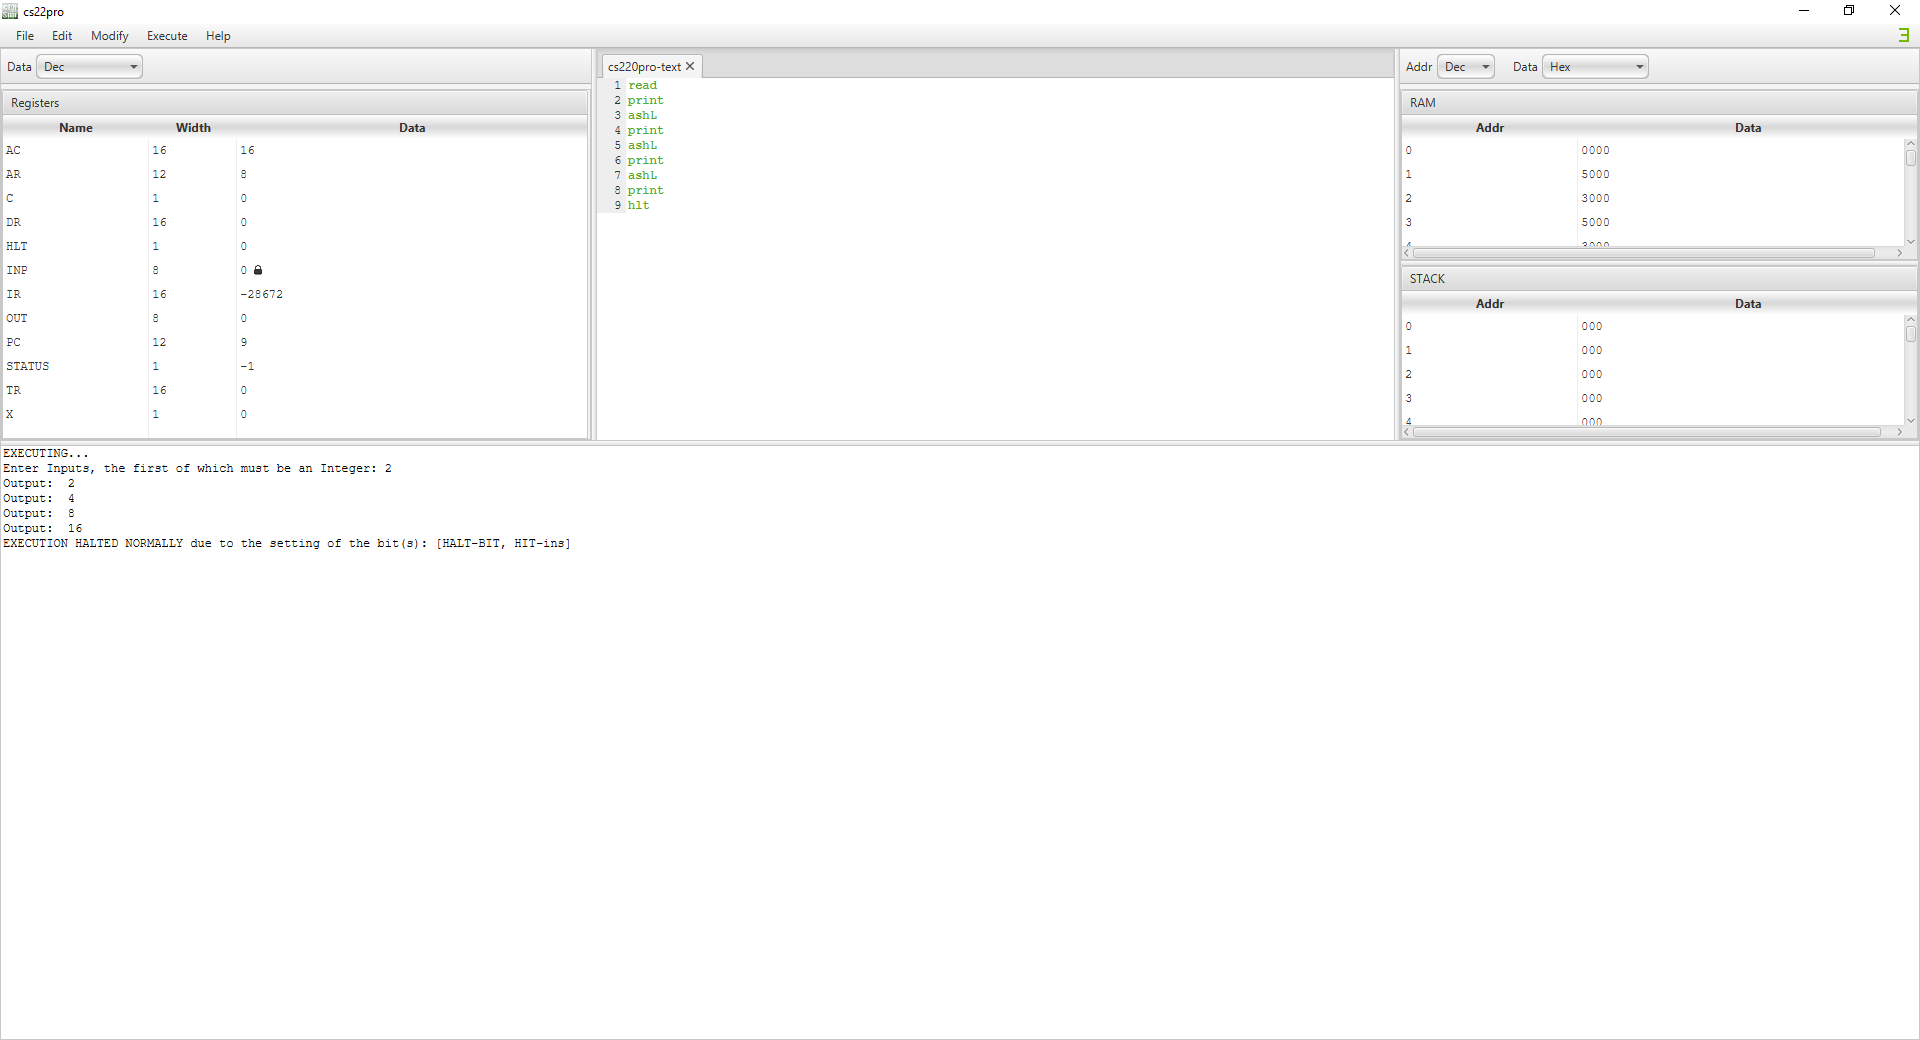 cs22pro
File Edit Modify Execute Help
Data Dec
Registers
Name Width Data
AC 16 16
AR 12 8
C 1 0
DR 16 0
HLT 1 0
INP 8 0
IR 16 -28672
OUT 8 0
PC 12 9
STATUS 1 -1
TR 16 0
X 1 0
cs220pro-text
1 read
2 print
3 ashL
4 print
5 ashL
6 print
7 ashL
8 print
9 hlt
Addr Dec Data Hex
RAM
Addr Data
0 0000
1 5000
2 3000
3 5000
4 3000
STACK
Addr Data
0 000
1 000
2 000
3 000
4 000
EXECUTING...
Enter Inputs, the first of which must be an Integer: 2
Output: 2
Output: 4
Output: 8
Output: 16
EXECUTION HALTED NORMALLY due to the setting of the bit(s): [HALT-BIT, HIT-ins]